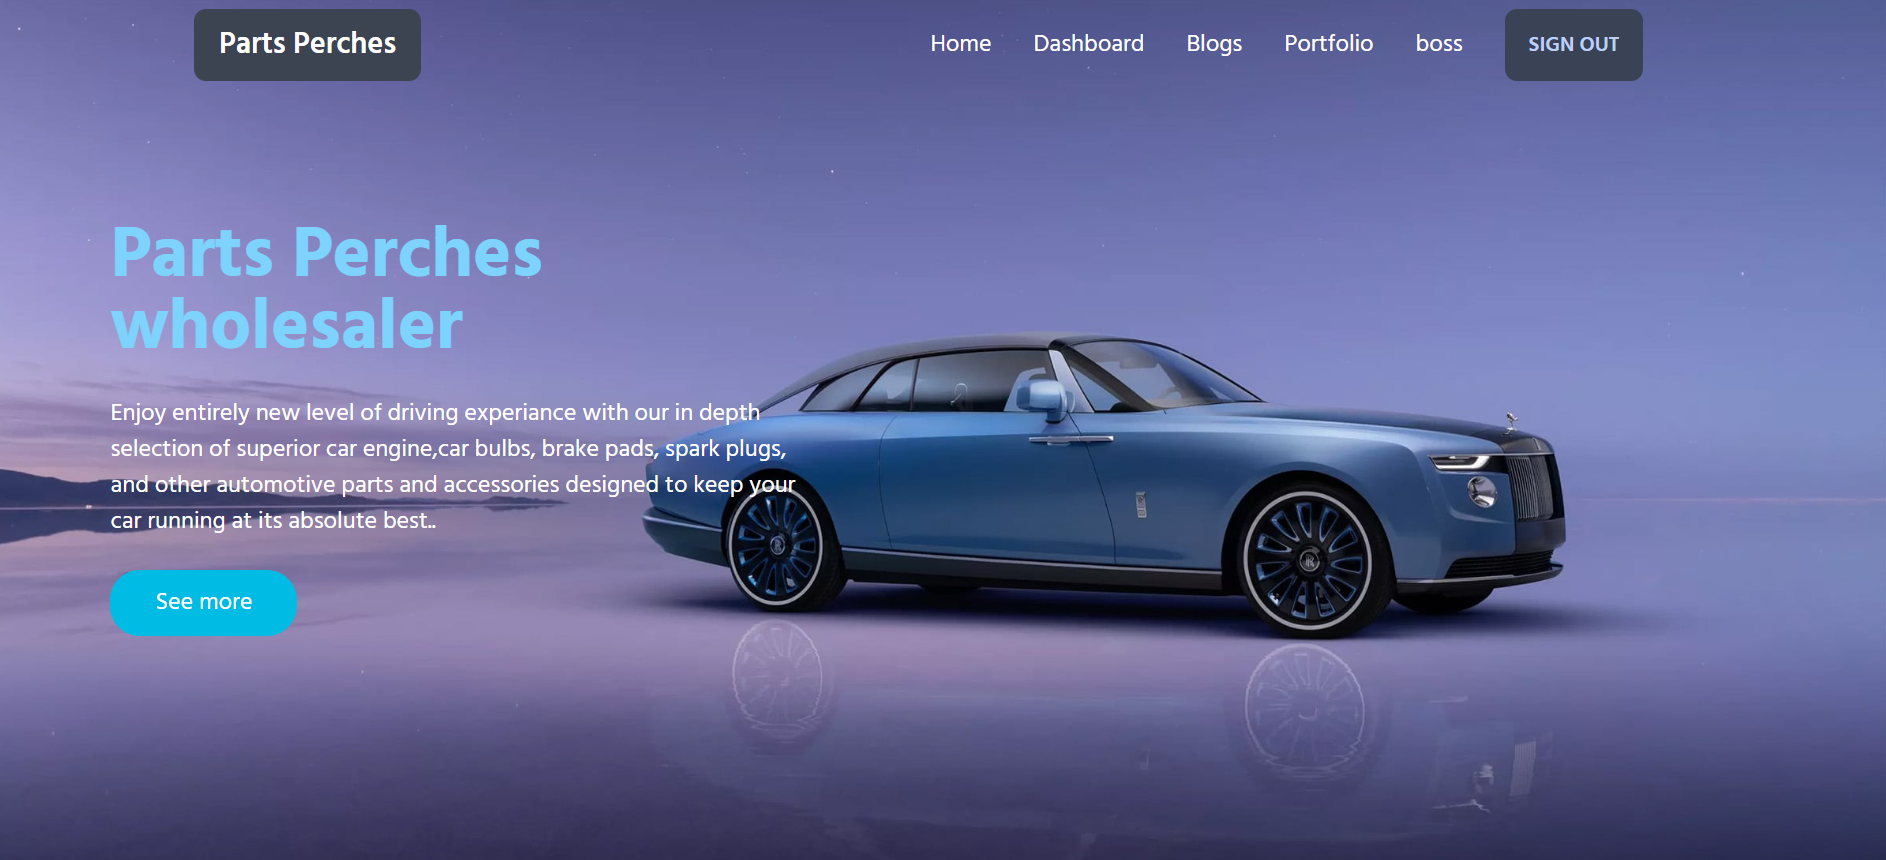 Parts Perches
Home Dashboard Blogs Portfolio boss SIGN OUT
Parts Perches
wholesaler
Enjoy entirely new level of driving experiance with our in depth
selection of superior car engine,car bulbs, brake pads, spark plugs,
and other automotive parts and accessories designed to keep your
car running at its absolute best..
See more